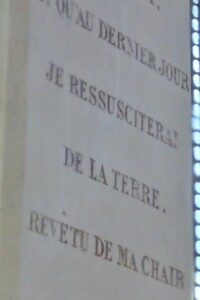 QU'AU DERNIER JOUR
JE RESSUSCITERAI
DE LA TERRE,
REVÊTU DE MA CHAIR